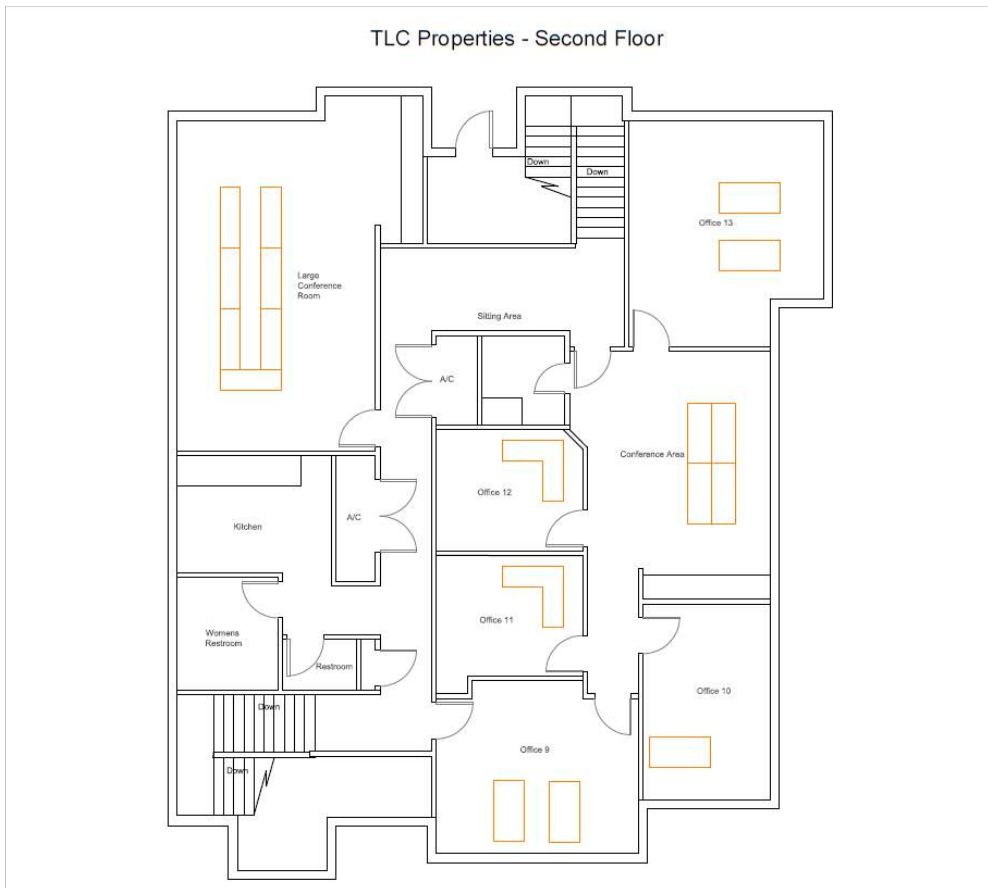 TLC Properties - Second Floor
Down
Down
Office 13
Large
Conference
Room
Sitting Area
A/C
Conference Area
Office 12
A/C
Kitchen
Office 11
Womens
Restroom
Restroom
Office 10
Down
Office 9
Down